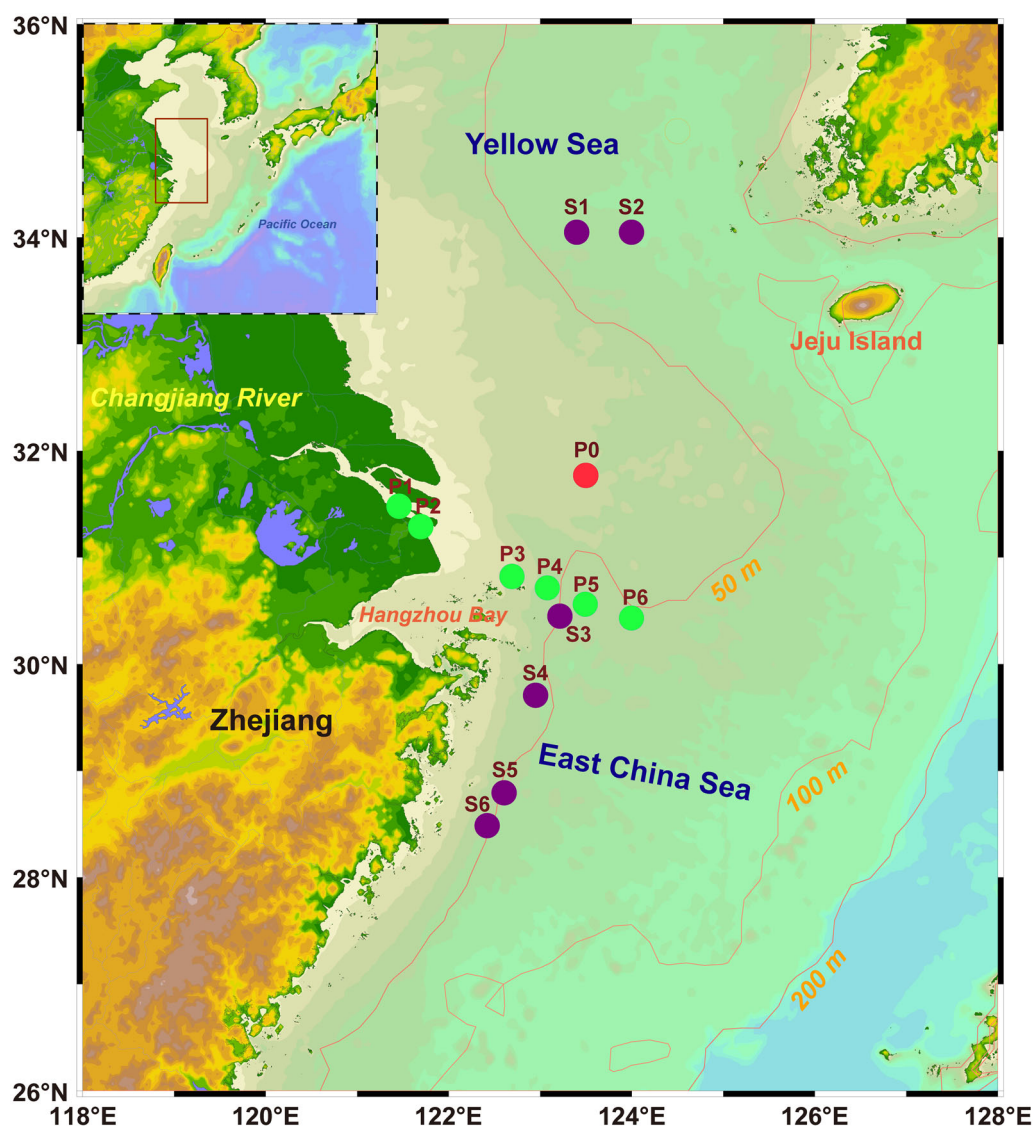 36°N
Yellow Sea
S1 S2
Pacific Ocean
34°N
Jeju Island
Changjiang River
32°N
P0
P1
P2
P3
P4
P5
P6
50 m
Hangzhou Bay
S3
30°N
S4
Zhejiang
East China Sea
S5
100 m
S6
28°N
200 m
26°N
118°E 120°E 122°E 124°E 126°E 128°E